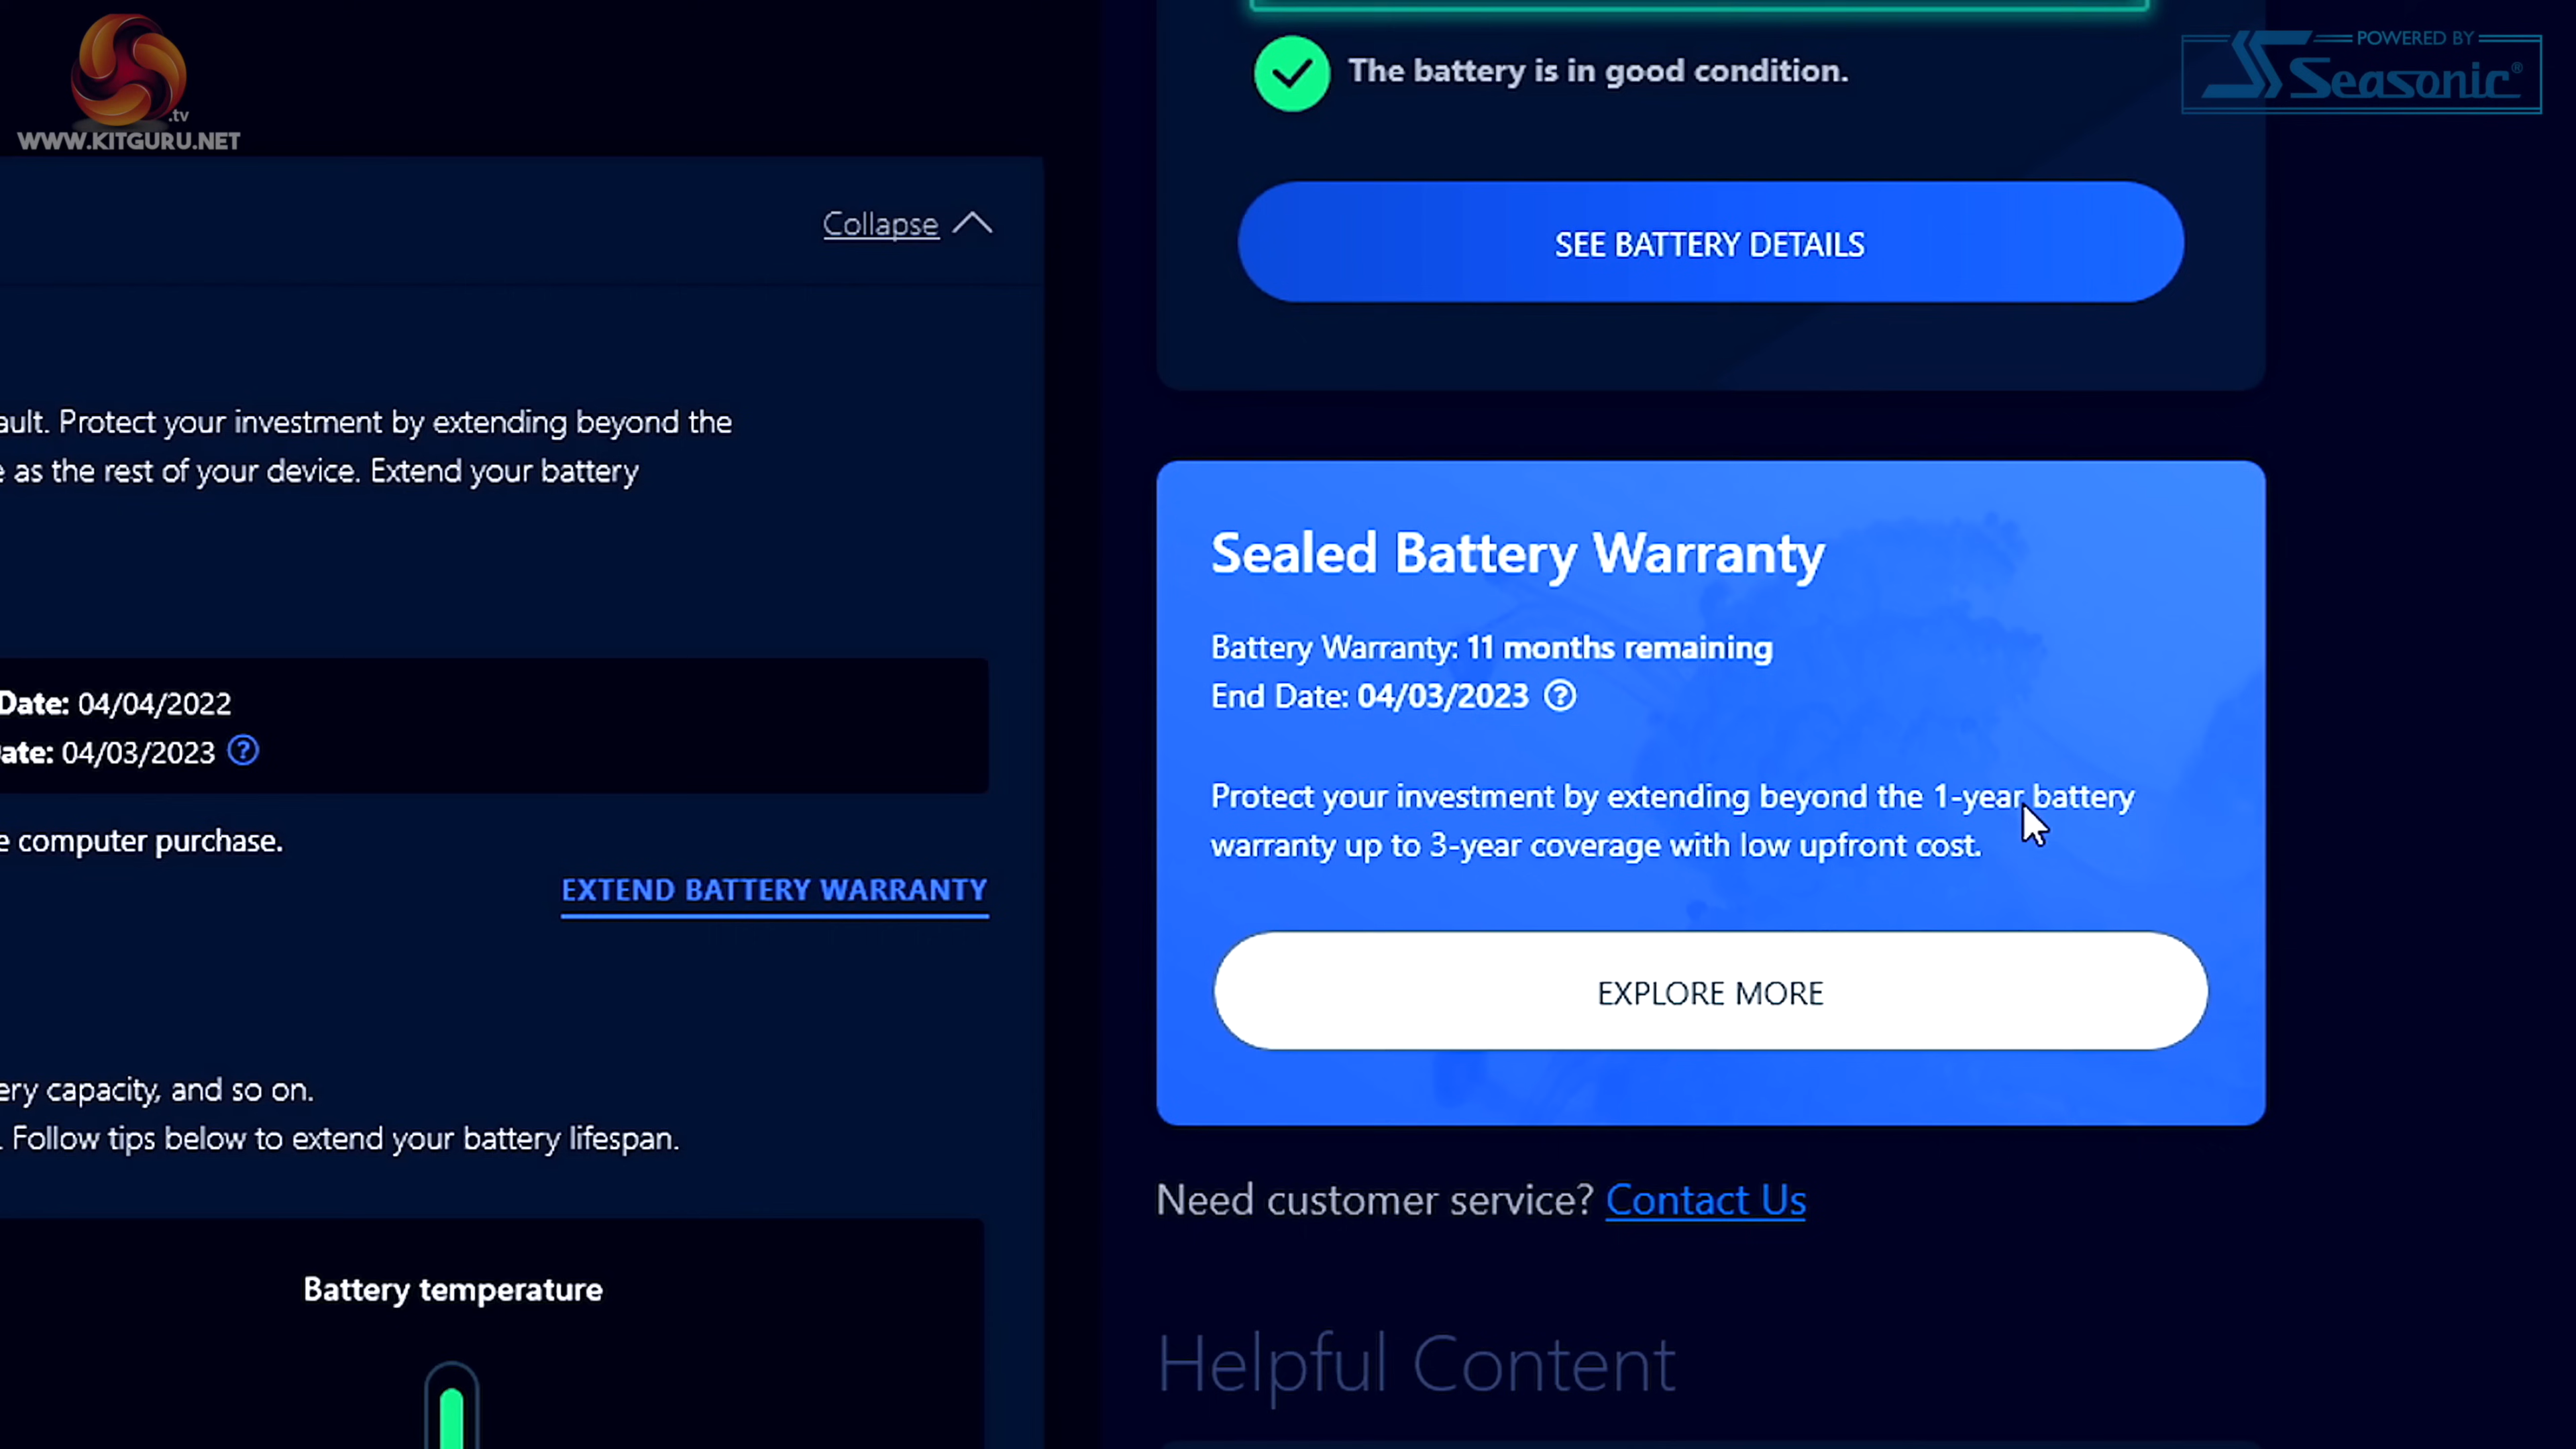 .tv
WWW.KITGURU.NET
POWERED BY
Seasonic®
Collapse
ault. Protect your investment by extending beyond the
e as the rest of your device. Extend your battery
Date: 04/04/2022
ate: 04/03/2023 ?
e computer purchase.
EXTEND BATTERY WARRANTY
ery capacity, and so on.
. Follow tips below to extend your battery lifespan.
Battery temperature
The battery is in good condition.
SEE BATTERY DETAILS
Sealed Battery Warranty
Battery Warranty: 11 months remaining
End Date: 04/03/2023 ?
Protect your investment by extending beyond the 1-year battery
warranty up to 3-year coverage with low upfront cost.
EXPLORE MORE
Need customer service? Contact Us
Helpful Content